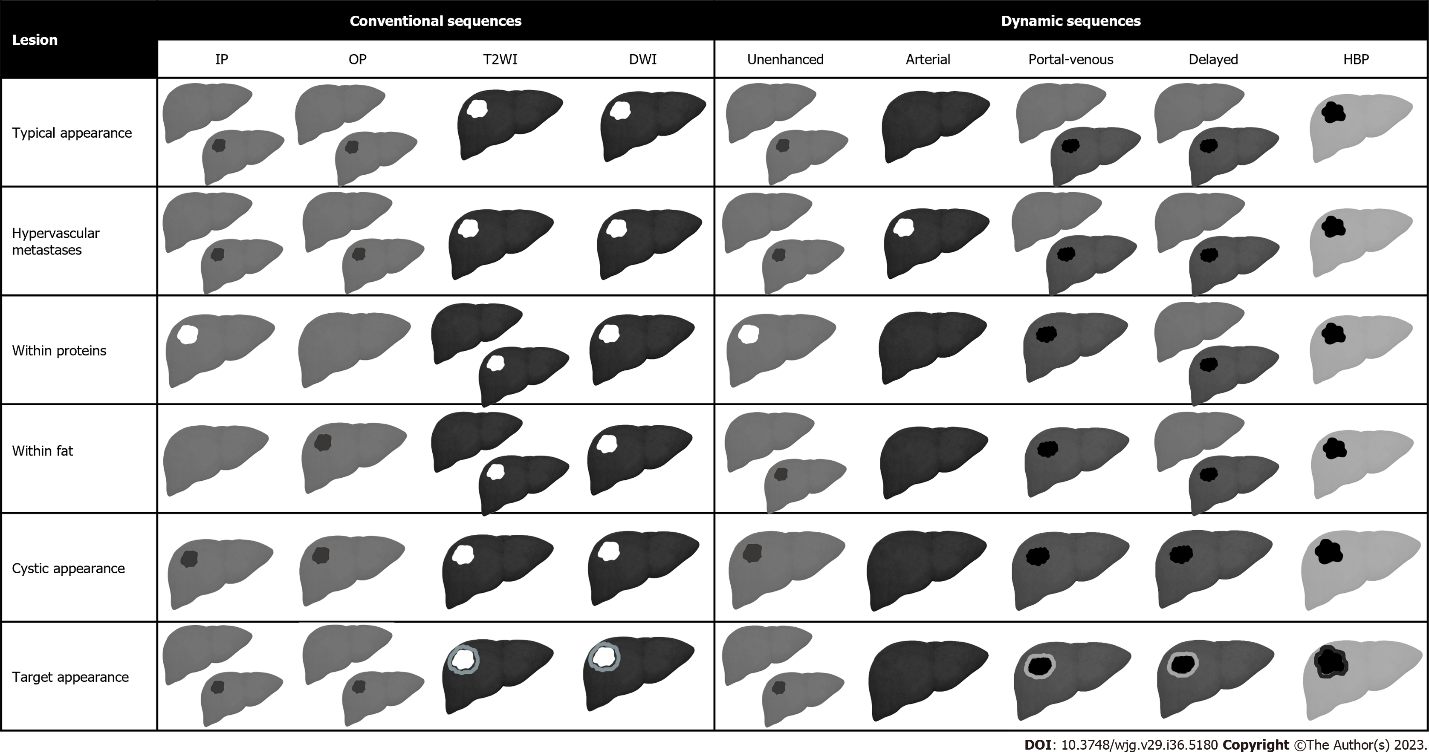 Lesion
Conventional sequences
Dynamic sequences
IP OP T2WI DWI Unenhanced Arterial Portal-venous Delayed HBP
Typical appearance
Hypervascular
metastases
Within proteins
Within fat
Cystic appearance
Target appearance
DOI: 10.3748/wjg.v29.i36.5180 Copyright ©The Author(s) 2023.